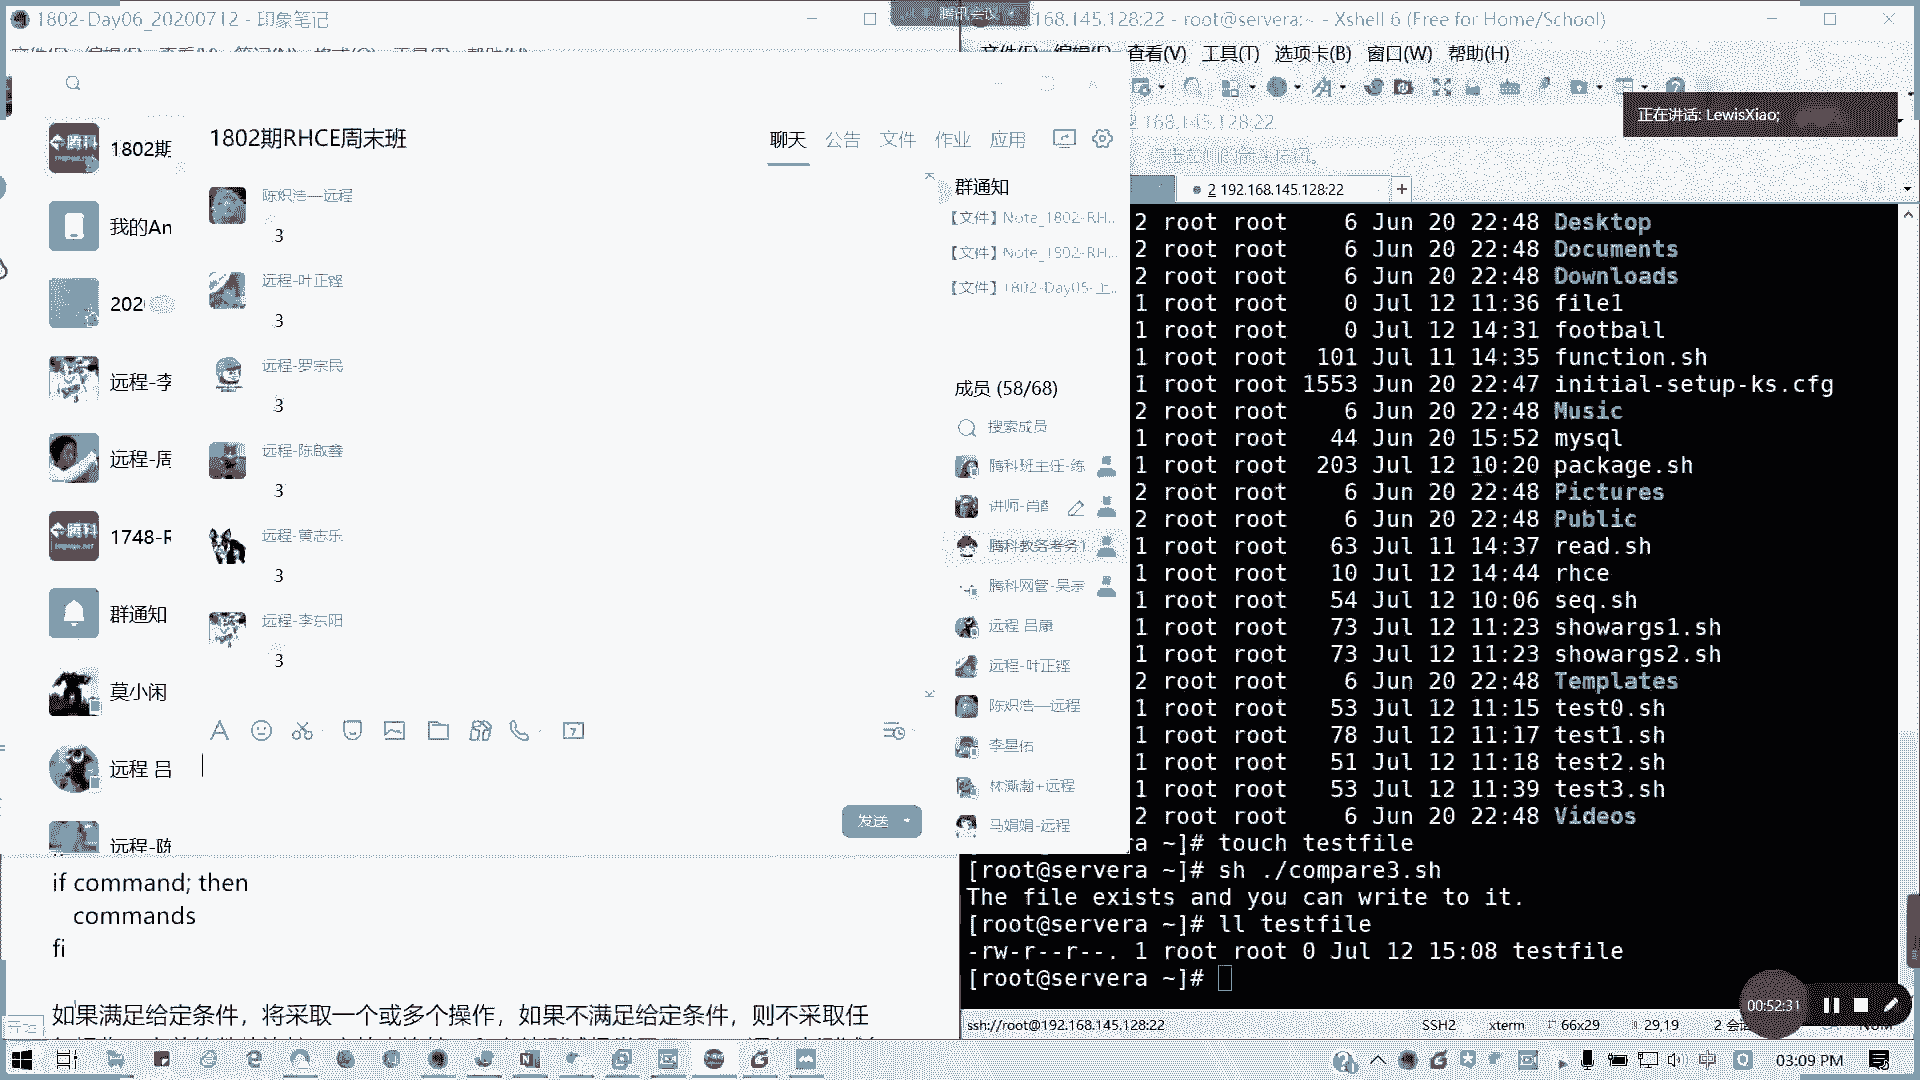 1802-Day06_20200712 - 印象笔记
腾讯会议
168.145.128:22 - root@servera:~ - Xshell 6 (Free for Home/School)
查看(V) 工具(T) 选项卡(B) 窗口(W) 帮助(H)
正在讲话: LewisXiao;
2 192.168.145.128:22
+
1802期
我的An
202
远程-李
远程-周
1748-R
群通知
莫小闲
远程 吕
远程-陈
1802期RHCE周末班
聊天 公告 文件 作业 应用
陈炽浩—远程
3
远程-叶正铿
3
远程-罗宗民
3
远程-陈啟鑫
3
远程-黄志乐
3
远程-李东阳
3
发送
群通知
【文件】Note_1802-RH...
【文件】Note_1802-RH...
【文件】1802-Day05-上...
成员 (58/68)
搜索成员
腾科班主任-练
讲师-肖
腾科教务考务1
腾科网管-吴宗
远程 吕康
远程-叶正铿
陈炽浩—远程
李星佑
林澌瀚+远程
马娟娟-远程
if command; then
commands
fi
如果满足给定条件，将采取一个或多个操作，如果不满足给定条件，则不采取任
2 root root 6 Jun 20 22:48 Desktop
2 root root 6 Jun 20 22:48 Documents
2 root root 6 Jun 20 22:48 Downloads
1 root root 0 Jul 12 11:36 file1
1 root root 0 Jul 12 14:31 football
1 root root 101 Jul 11 14:35 function.sh
1 root root 1553 Jun 20 22:47 initial-setup-ks.cfg
2 root root 6 Jun 20 22:48 Music
1 root root 44 Jun 20 15:52 mysql
1 root root 203 Jul 12 10:20 package.sh
2 root root 6 Jun 20 22:48 Pictures
2 root root 6 Jun 20 22:48 Public
1 root root 63 Jul 11 14:37 read.sh
1 root root 10 Jul 12 14:44 rhce
1 root root 54 Jul 12 10:06 seq.sh
1 root root 73 Jul 12 11:23 showargs1.sh
1 root root 73 Jul 12 11:23 showargs2.sh
2 root root 6 Jun 20 22:48 Templates
1 root root 53 Jul 12 11:15 test0.sh
1 root root 78 Jul 12 11:17 test1.sh
1 root root 51 Jul 12 11:18 test2.sh
1 root root 53 Jul 12 11:39 test3.sh
2 root root 6 Jun 20 22:48 Videos
a ~]# touch testfile
[root@servera ~]# sh ./compare3.sh
The file exists and you can write to it.
[root@servera ~]# ll testfile
-rw-r--r--. 1 root root 0 Jul 12 15:08 testfile
[root@servera ~]#
00:52:31
ssh://root@192.168.145.128:22 SSH2 xterm 66x29 29,19 2 会话 NUM
03:09 PM